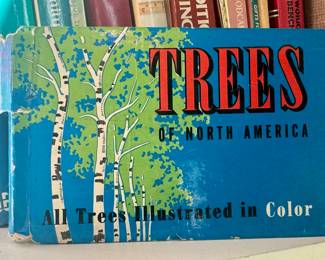 TREES
OF NORTH AMERICA
All Trees Illustrated in Color